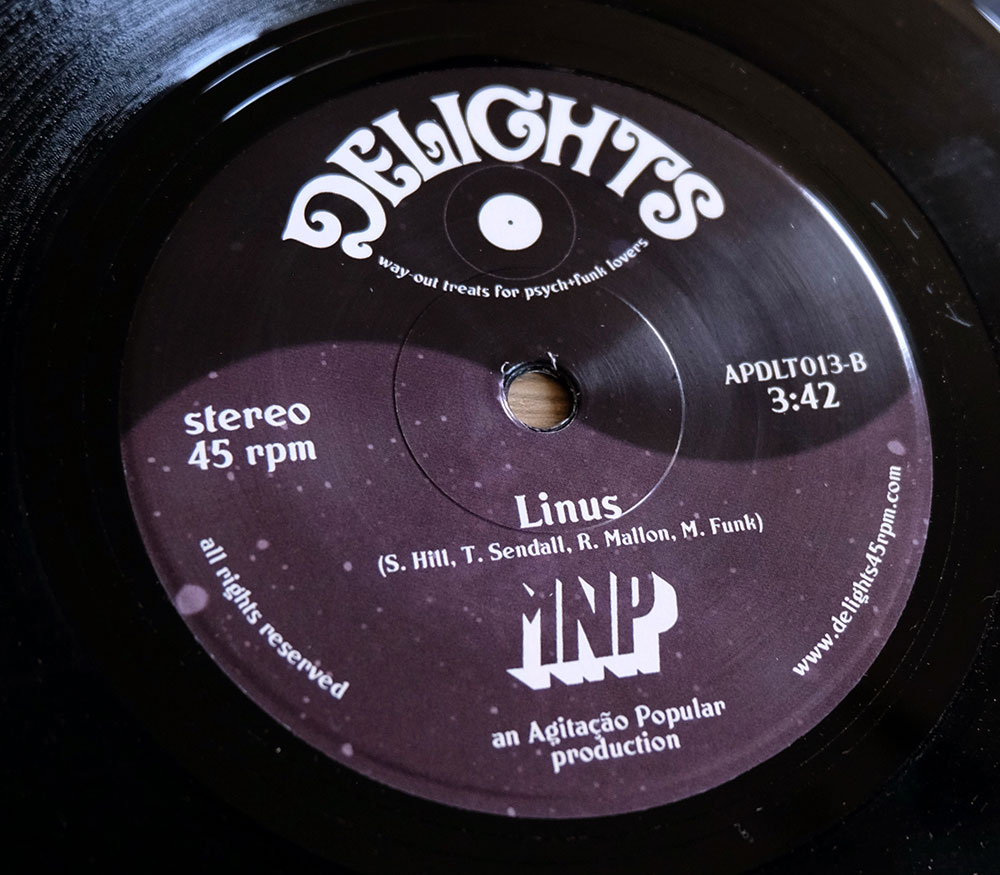 DELIGHTS
way-out treats for psych+funk lovers
APDLT013-B
3:42
stereo
45 rpm
Linus
(S. Hill, T. Sendall, R. Mallon, M. Funk)
MNP
an Agitação Popular
production
all rights reserved
www.delights45rpm.com